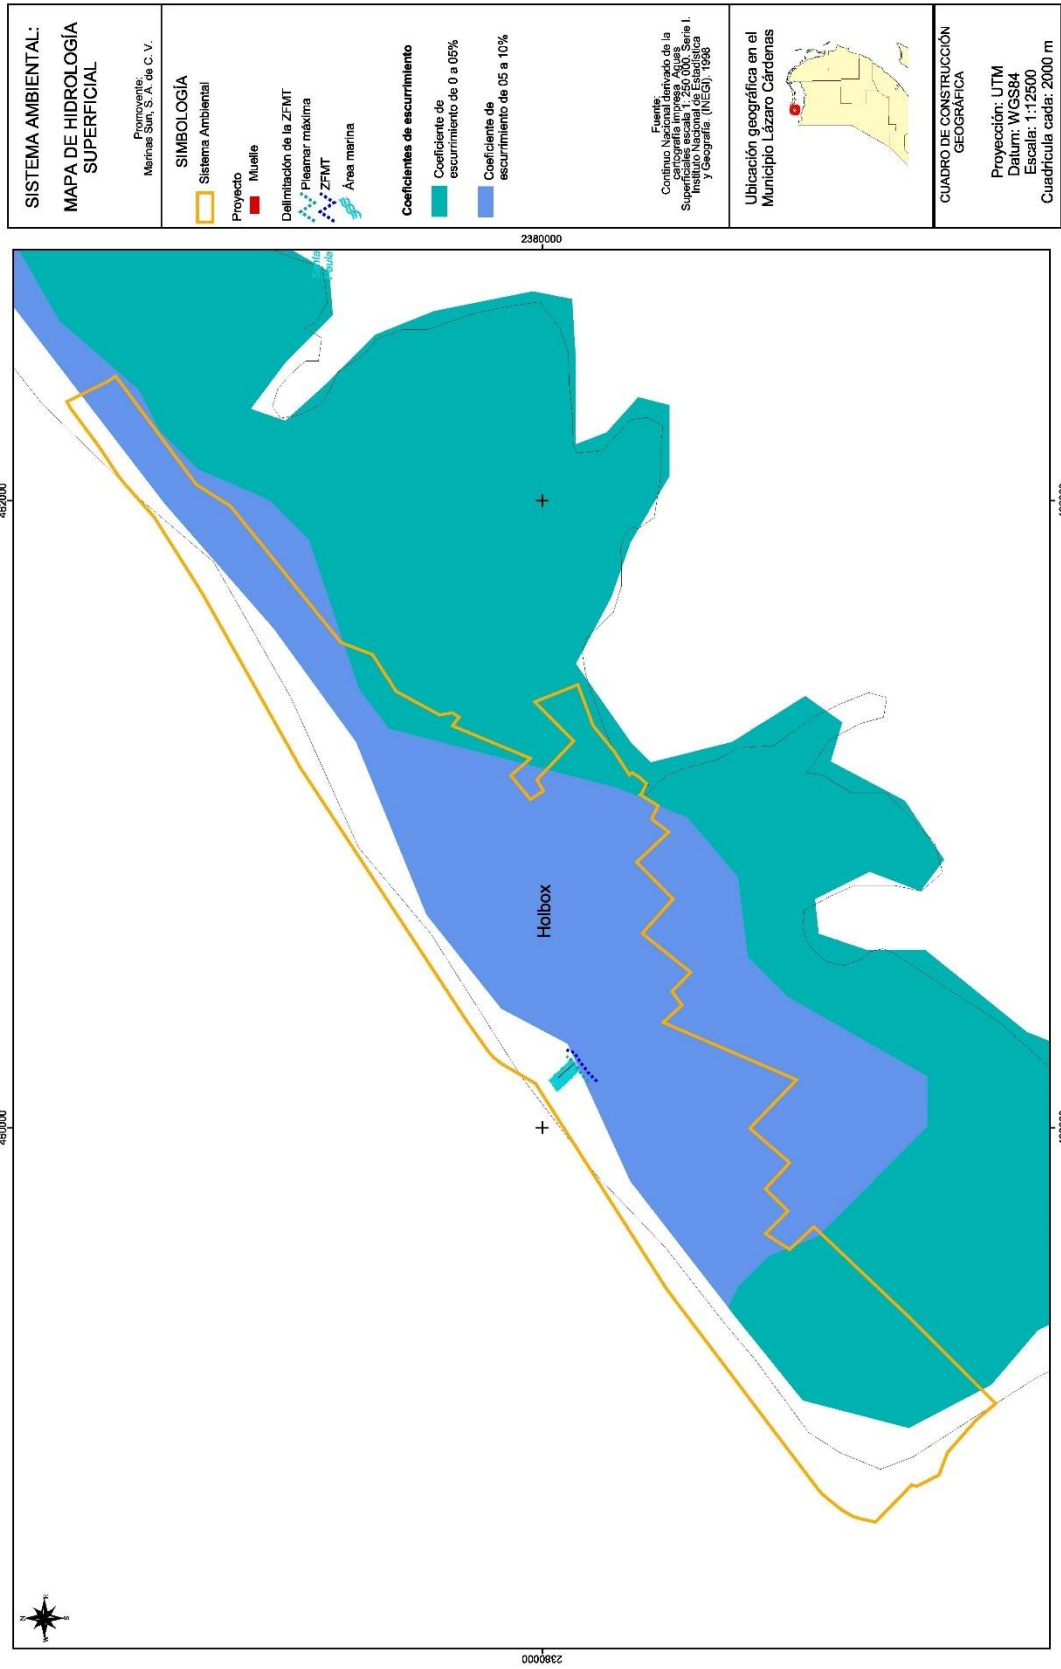 SISTEMA AMBIENTAL:
MAPA DE HIDROLOGÍA
SUPERFICIAL
Promovente:
Marinas Sun, S. A. de C. V.
SIMBOLOGÍA
Sistema Ambiental
Proyecto
Muelle
Delimitación de la ZFMT
Pleamar máxima
ZFMT
Área marina
Coeficientes de escurrimiento
Coeficiente de
escurrimiento de 0 a 05%
Coeficiente de
escurrimiento de 05 a 10%
Fuente:
Continuo Nacional derivado de la
cartografía impresa Aguas
Superficiales escala 1: 250 000. Serie I.
Instituto Nacional de Estadística
y Geografía. (INEGI). 1998
Ubicación geográfica en el
Municipio Lázaro Cárdenas
CUADRO DE CONSTRUCCIÓN
GEOGRÁFICA
Proyección: UTM
Datum: WGS84
Escala: 1:12500
Cuadrícula cada: 2000 m
N
W
E
S
480000
482000
2380000
2380000
Holbox
Santa
Paula
480000
482000